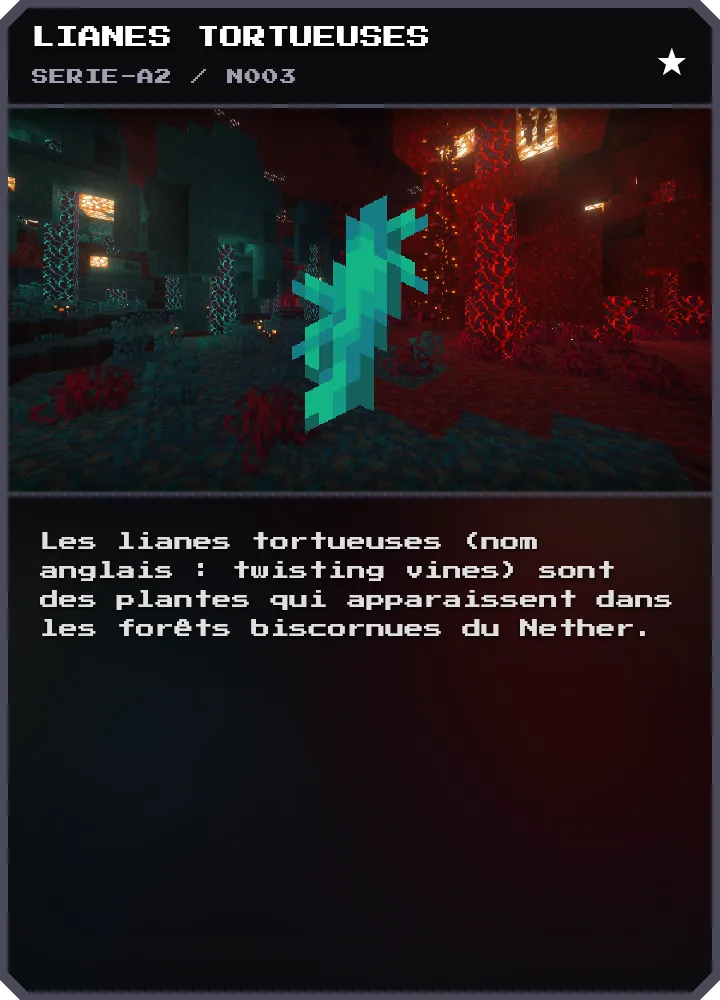 LIANES TORTUEUSES
SERIE-A2 / N003
★
Les lianes tortueuses (nom
anglais : twisting vines) sont
des plantes qui apparaissent dans
les forêts biscornues du Nether.